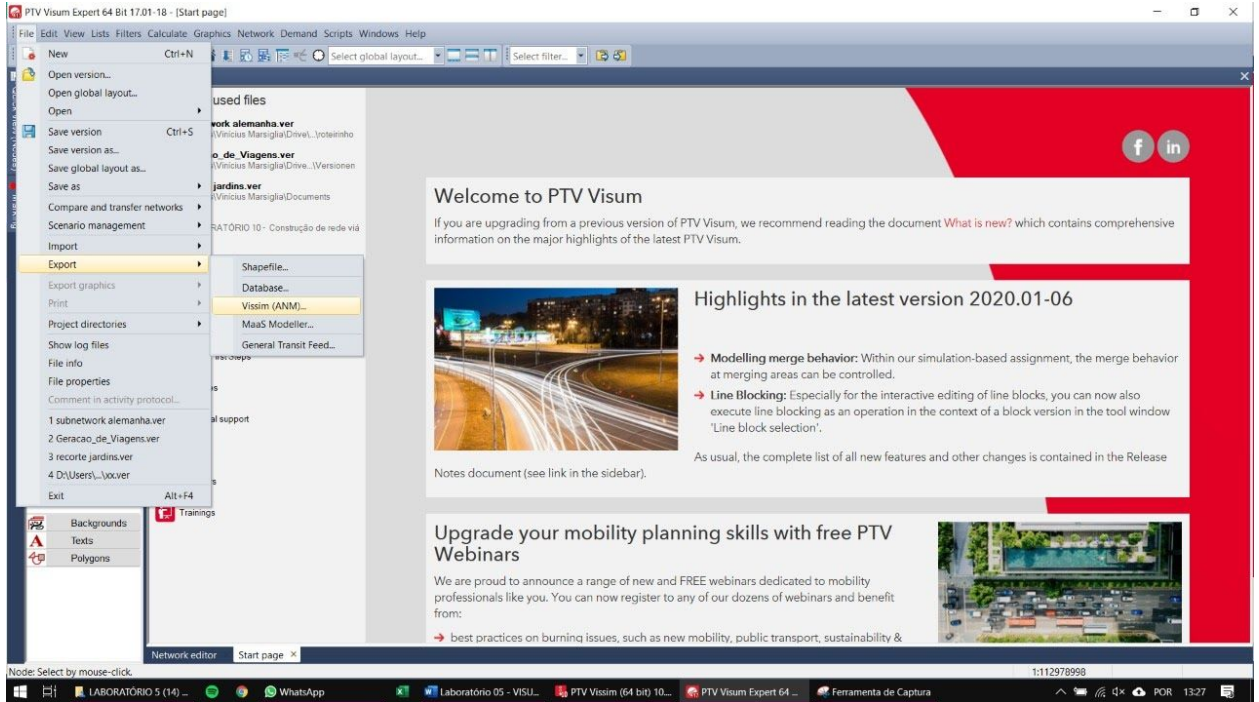 PTV Visum Expert 64 Bit 17.01-18 - [Start page]
File Edit View Lists Filters Calculate Graphics Network Demand Scripts Windows Help
New Ctrl+N
Select global layout...
Select filter...
Open version...
Open global layout...
Open
Save version Ctrl+S
Save version as...
Save global layout as...
Save as
Compare and transfer networks
Scenario management
Import
Export
Export graphics
Print
Project directories
Show log files
File info
File properties
Comment in activity protocol...
1 subnetwork alemanha.ver
2 Geracao_de_Viagens.ver
3 recorte jardins.ver
4 D:\Users\...\xx.ver
Exit Alt+F4
Shapefile...
Database...
Vissim (ANM)...
MaaS Modeller...
General Transit Feed...
used files
work alemanha.ver
\Vinicius Marsiglia\Drive\...\roteirinho
o_de_Viagens.ver
\Vinicius Marsiglia\Drive...\Versionen
jardins.ver
\Vinicius Marsiglia\Documents
RATÓRIO 10 - Construção de rede viá
al support
Trainings
Backgrounds
Texts
Polygons
f in
Welcome to PTV Visum
If you are upgrading from a previous version of PTV Visum, we recommend reading the document What is new? which contains comprehensive
information on the major highlights of the latest PTV Visum.
Highlights in the latest version 2020.01-06
Modelling merge behavior: Within our simulation-based assignment, the merge behavior
at merging areas can be controlled.
Line Blocking: Especially for the interactive editing of line blocks, you can now also
execute line blocking as an operation in the context of a block version in the tool window
'Line block selection'.
As usual, the complete list of all new features and other changes is contained in the Release
Notes document (see link in the sidebar).
Upgrade your mobility planning skills with free PTV
Webinars
We are proud to announce a range of new and FREE webinars dedicated to mobility
professionals like you. You can now register to any of our dozens of webinars and benefit
from:
best practices on burning issues, such as new mobility, public transport, sustainability &
Network editor Start page
Node: Select by mouse-click.
1:112978998
LABORATÓRIO 5 (14) ... WhatsApp Laboratório 05 - VISU... PTV Vissim (64 bit) 10.... PTV Visum Expert 64 ... Ferramenta de Captura POR 13:27